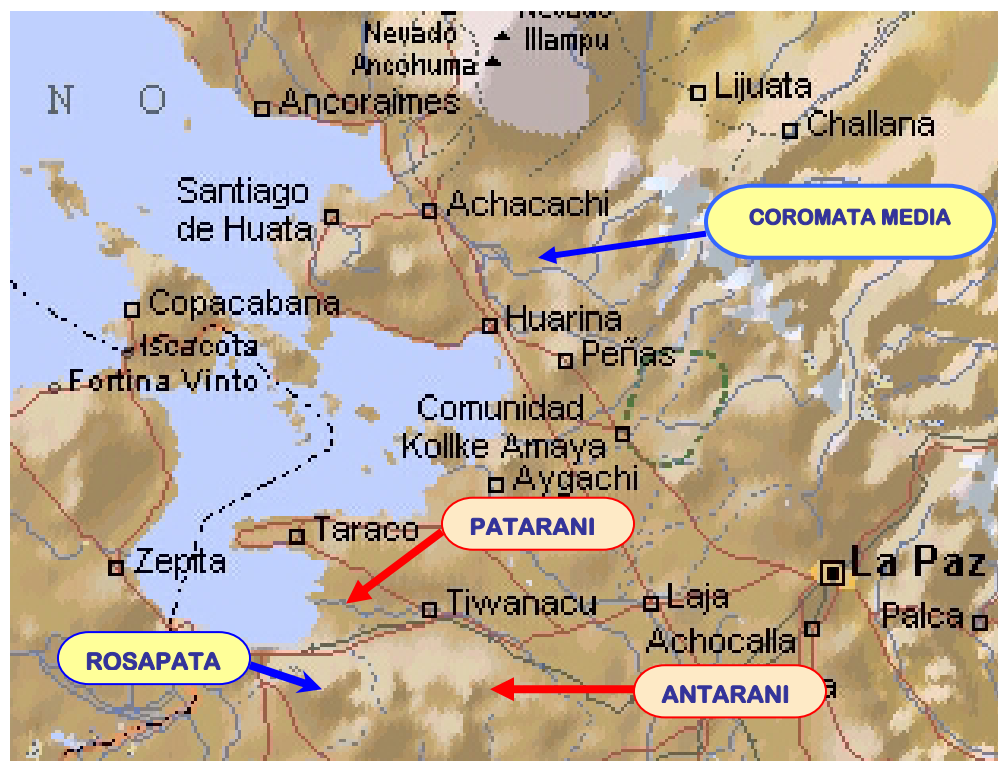 Nevado
Ancohuma
Nevado
Illampu
N O
Ancoraimes
Lijuata
Challana
Santiago
de Huata
Achacachi
COROMATA MEDIA
Copacabana
Huarina
Iscacota
Peñas
Fortina Vinto
Comunidad
Kollke Amaya
Aygachi
PATARANI
Taraco
Zepita
La Paz
Tiwanacu
Laja
Palca
Achocalla
ROSAPATA
ANTARANI
a